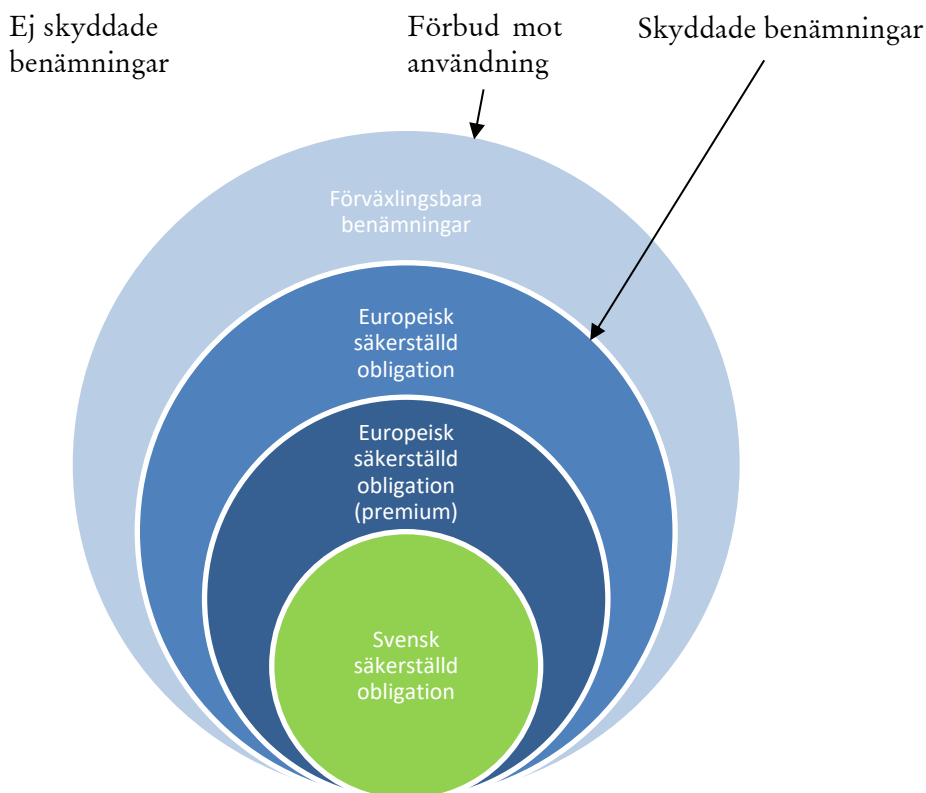 Ej skyddade
benämningar
Förbud mot
användning
Skyddade benämningar
Förväxlingsbara
benämningar
Europeisk
säkerställd
obligation
Europeisk
säkerställd
obligation
(premium)
Svensk
säkerställd
obligation